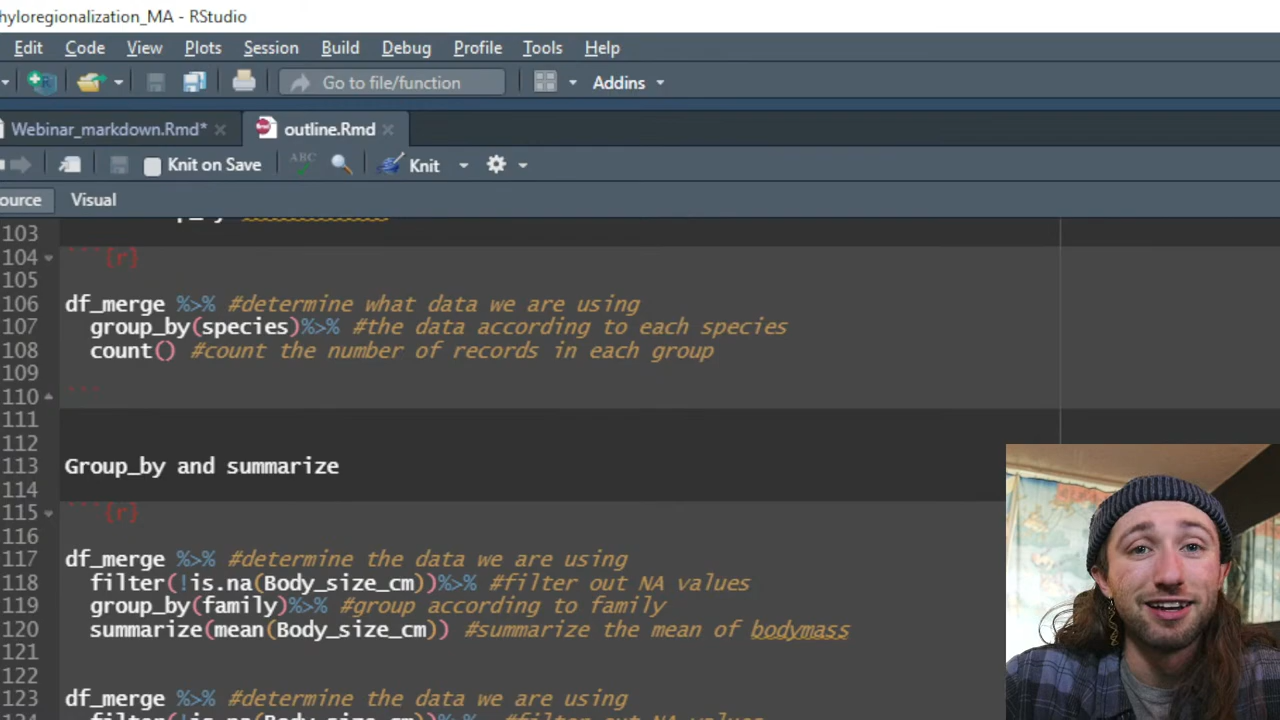 hyloregionalization_MA - RStudio
Edit Code View Plots Session Build Debug Profile Tools Help
Go to file/function Addins
Webinar_markdown.Rmd* outline.Rmd
Knit on Save ABC Knit
ource Visual
103
104 ```{r}
105
106 df_merge %>% #determine what data we are using
107 group_by(species)%>% #the data according to each species
108 count() #count the number of records in each group
109
110 ```
111
112
113 Group_by and summarize
114
115 ```{r}
116
117 df_merge %>% #determine the data we are using
118 filter(!is.na(Body_size_cm))%>% #filter out NA values
119 group_by(family)%>% #group according to family
120 summarize(mean(Body_size_cm)) #summarize the mean of bodymass
121
122
123 df_merge %>% #determine the data we are using